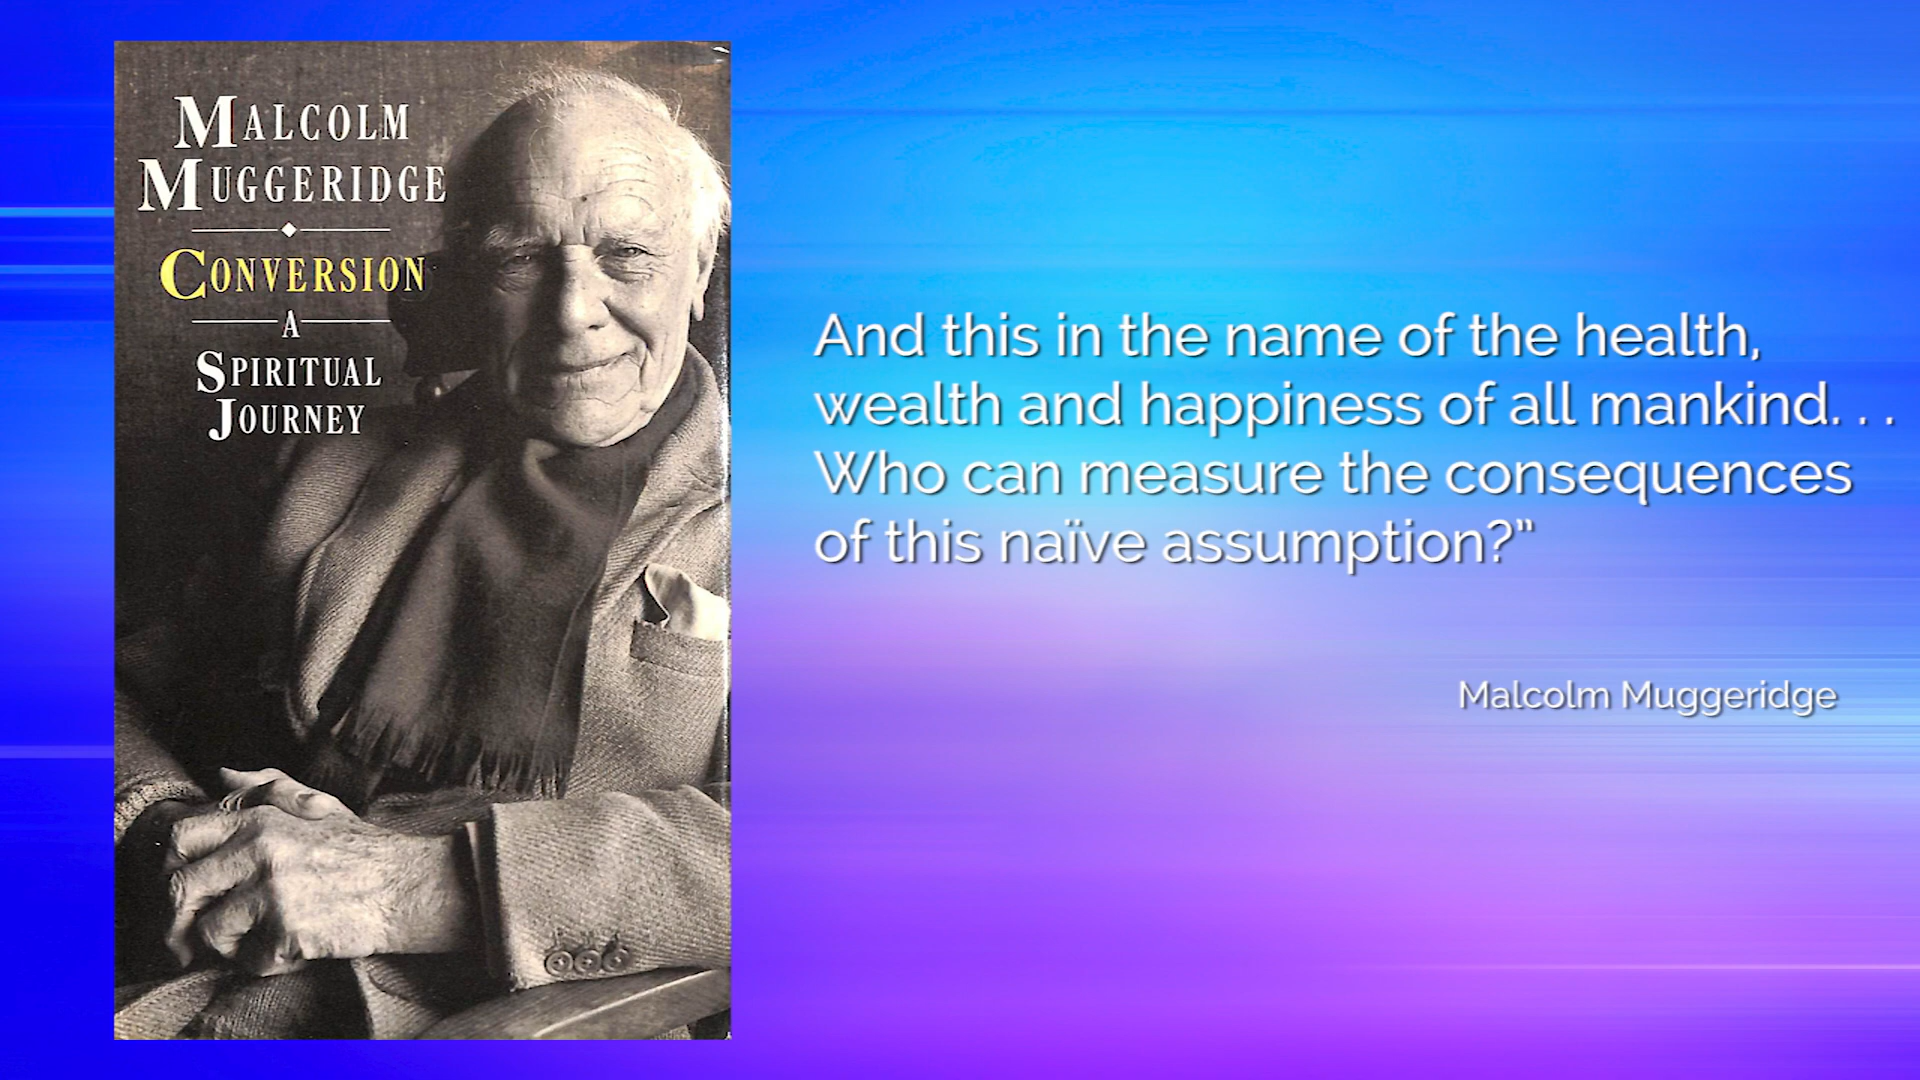 MALCOLM
MUGGERIDGE
CONVERSION
A
SPIRITUAL
JOURNEY
And this in the name of the health,
wealth and happiness of all mankind. . .
Who can measure the consequences
of this naïve assumption?”
Malcolm Muggeridge